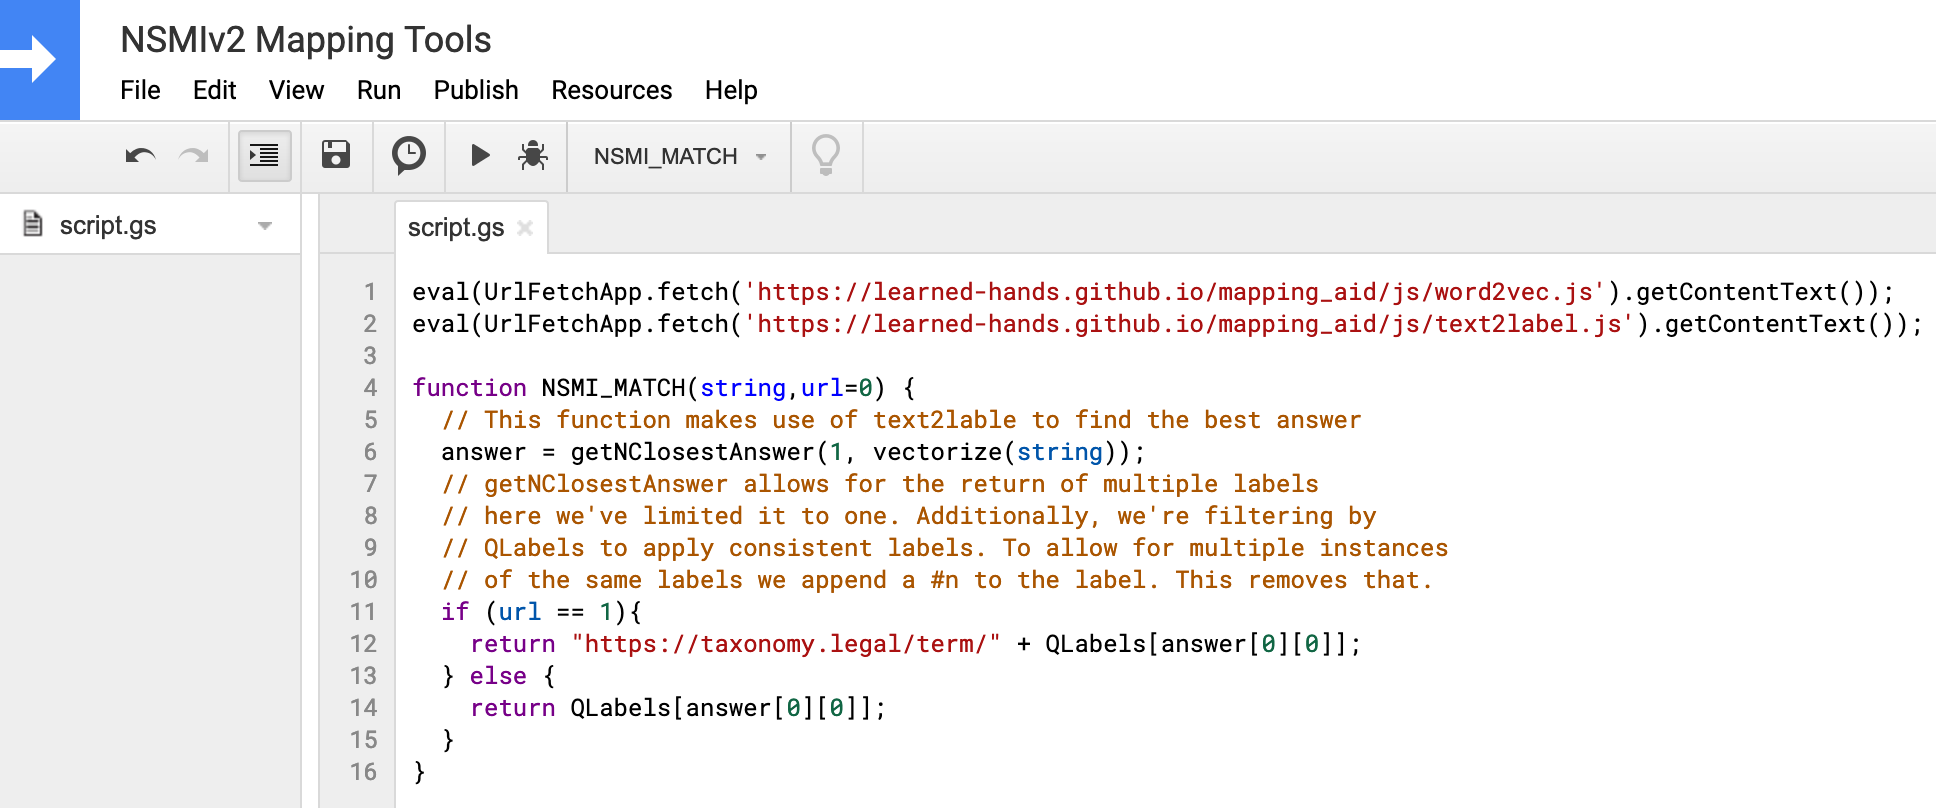 NSMIv2 Mapping Tools
File Edit View Run Publish Resources Help
NSMI_MATCH
script.gs
script.gs
1 eval(UrlFetchApp.fetch('https://learned-hands.github.io/mapping_aid/js/word2vec.js').getContentText());
2 eval(UrlFetchApp.fetch('https://learned-hands.github.io/mapping_aid/js/text2label.js').getContentText());
3
4 function NSMI_MATCH(string,url=0) {
5   // This function makes use of text2lable to find the best answer
6   answer = getNClosestAnswer(1, vectorize(string));
7   // getNClosestAnswer allows for the return of multiple labels
8   // here we've limited it to one. Additionally, we're filtering by
9   // QLabels to apply consistent labels. To allow for multiple instances
10   // of the same labels we append a #n to the label. This removes that.
11   if (url == 1){
12     return "https://taxonomy.legal/term/" + QLabels[answer[0][0]];
13   } else {
14     return QLabels[answer[0][0]];
15   }
16 }